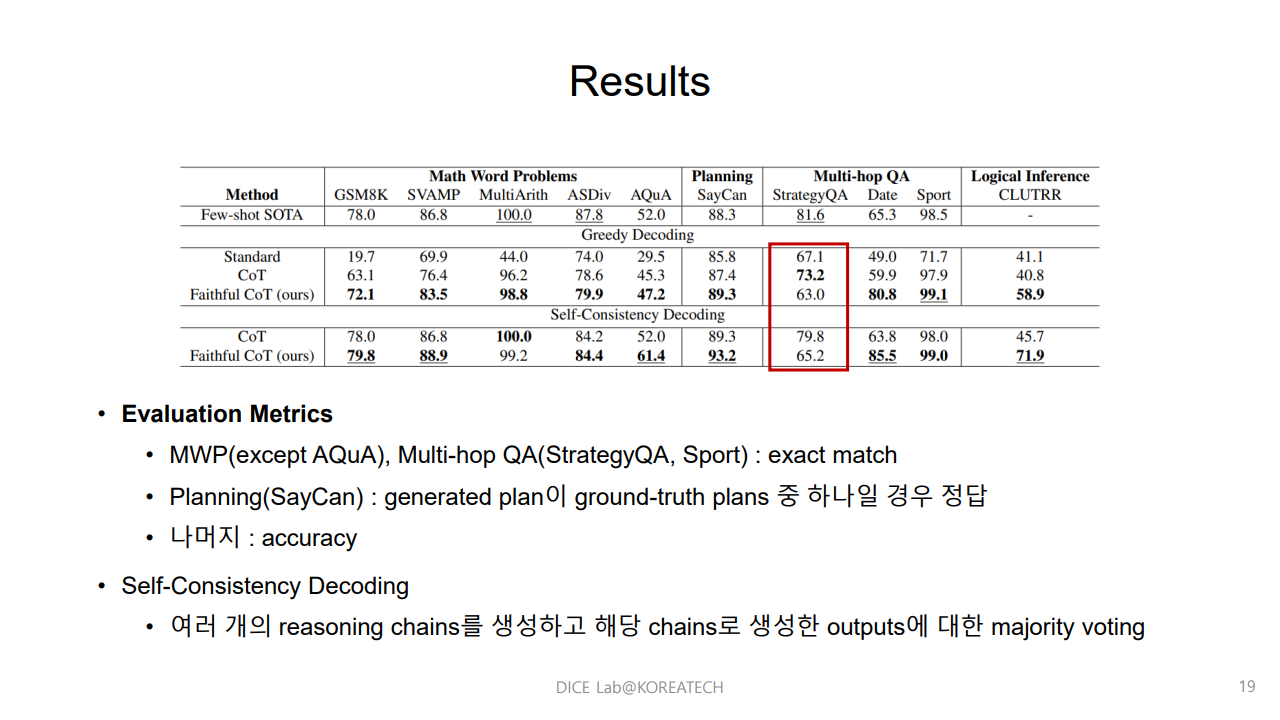 Results
Math Word Problems Planning Multi-hop QA Logical Inference
Method GSM8K SVAMP MultiArith ASDiv AQuA SayCan StrategyQA Date Sport CLUTRR
Few-shot SOTA 78.0 86.8 100.0 87.8 52.0 88.3 81.6 65.3 98.5 -
Greedy Decoding
Standard 19.7 69.9 44.0 74.0 29.5 85.8 67.1 49.0 71.7 41.1
CoT 63.1 76.4 96.2 78.6 45.3 87.4 73.2 59.9 97.9 40.8
Faithful CoT (ours) 72.1 83.5 98.8 79.9 47.2 89.3 63.0 80.8 99.1 58.9
Self-Consistency Decoding
CoT 78.0 86.8 100.0 84.2 52.0 89.3 79.8 63.8 98.0 45.7
Faithful CoT (ours) 79.8 88.9 99.2 84.4 61.4 93.2 65.2 85.5 99.0 71.9
• Evaluation Metrics
• MWP(except AQuA), Multi-hop QA(StrategyQA, Sport) : exact match
• Planning(SayCan) : generated plan이 ground-truth plans 중 하나일 경우 정답
• 나머지 : accuracy
• Self-Consistency Decoding
• 여러 개의 reasoning chains를 생성하고 해당 chains로 생성한 outputs에 대한 majority voting
DICE Lab@KOREATECH
19